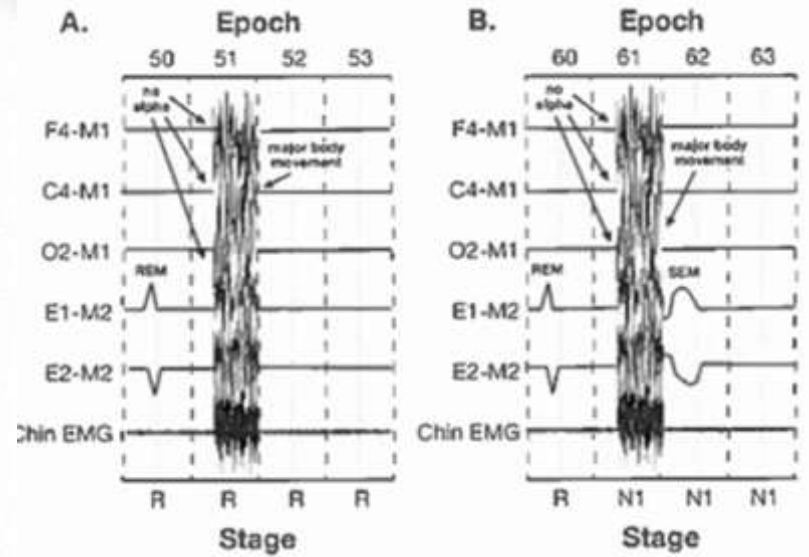 A. Epoch
50 51 52 53
no
alpha
F4-M1
major body
movement
C4-M1
O2-M1
REM
E1-M2
E2-M2
Chin EMG
R R R R
Stage
B. Epoch
60 61 62 63
no
alpha
F4-M1
major body
movement
C4-M1
O2-M1
REM SEM
E1-M2
E2-M2
Chin EMG
R N1 N1 N1
Stage